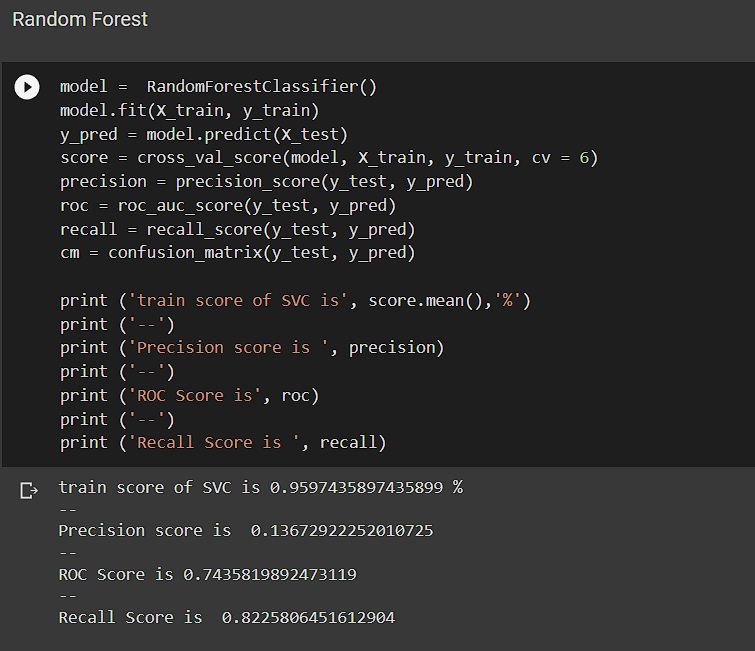 Random Forest
model =  RandomForestClassifier()
model.fit(X_train, y_train)
y_pred = model.predict(X_test)
score = cross_val_score(model, X_train, y_train, cv = 6)
precision = precision_score(y_test, y_pred)
roc = roc_auc_score(y_test, y_pred)
recall = recall_score(y_test, y_pred)
cm = confusion_matrix(y_test, y_pred)
print ('train score of SVC is', score.mean(),'%')
print ('--')
print ('Precision score is ', precision)
print ('--')
print ('ROC Score is', roc)
print ('--')
print ('Recall Score is ', recall)
train score of SVC is 0.9597435897435899 %
--
Precision score is  0.13672922252010725
--
ROC Score is 0.7435819892473119
--
Recall Score is  0.8225806451612904